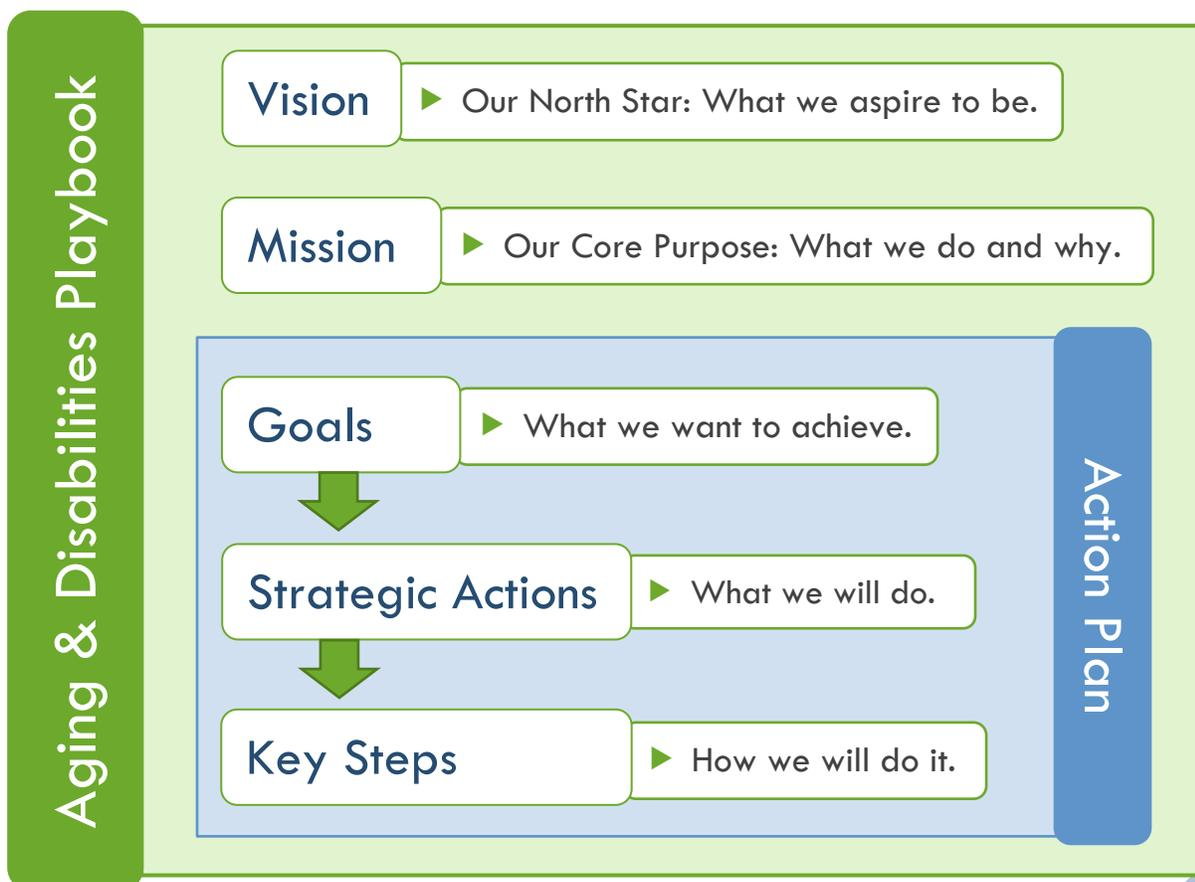 Aging & Disabilities Playbook
Vision
Our North Star: What we aspire to be.
Mission
Our Core Purpose: What we do and why.
Goals
What we want to achieve.
Strategic Actions
What we will do.
Key Steps
How we will do it.
Action Plan